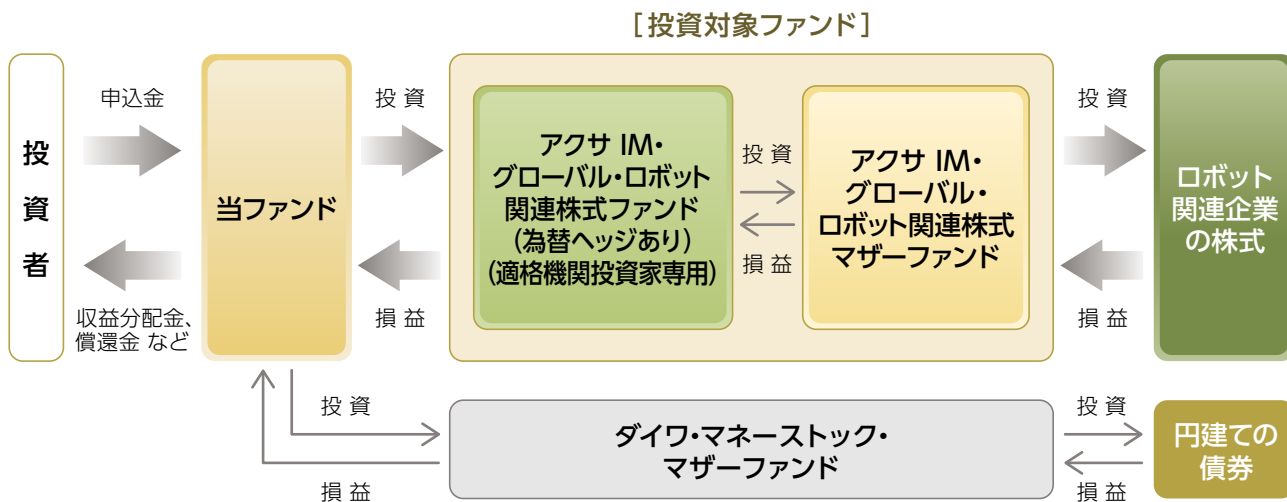 [投資対象ファンド]
投資者
申込金
収益分配金、
償還金 など
当ファンド
投 資
損 益
アクサ IM・
グローバル・ロボット
関連株式ファンド
(為替ヘッジあり)
(適格機関投資家専用)
投 資
損 益
アクサ IM・
グローバル・
ロボット関連株式
マザーファンド
投 資
損 益
ロボット
関連企業
の株式
投 資
損 益
ダイワ・マネーストック・
マザーファンド
投 資
損 益
円建ての
債券